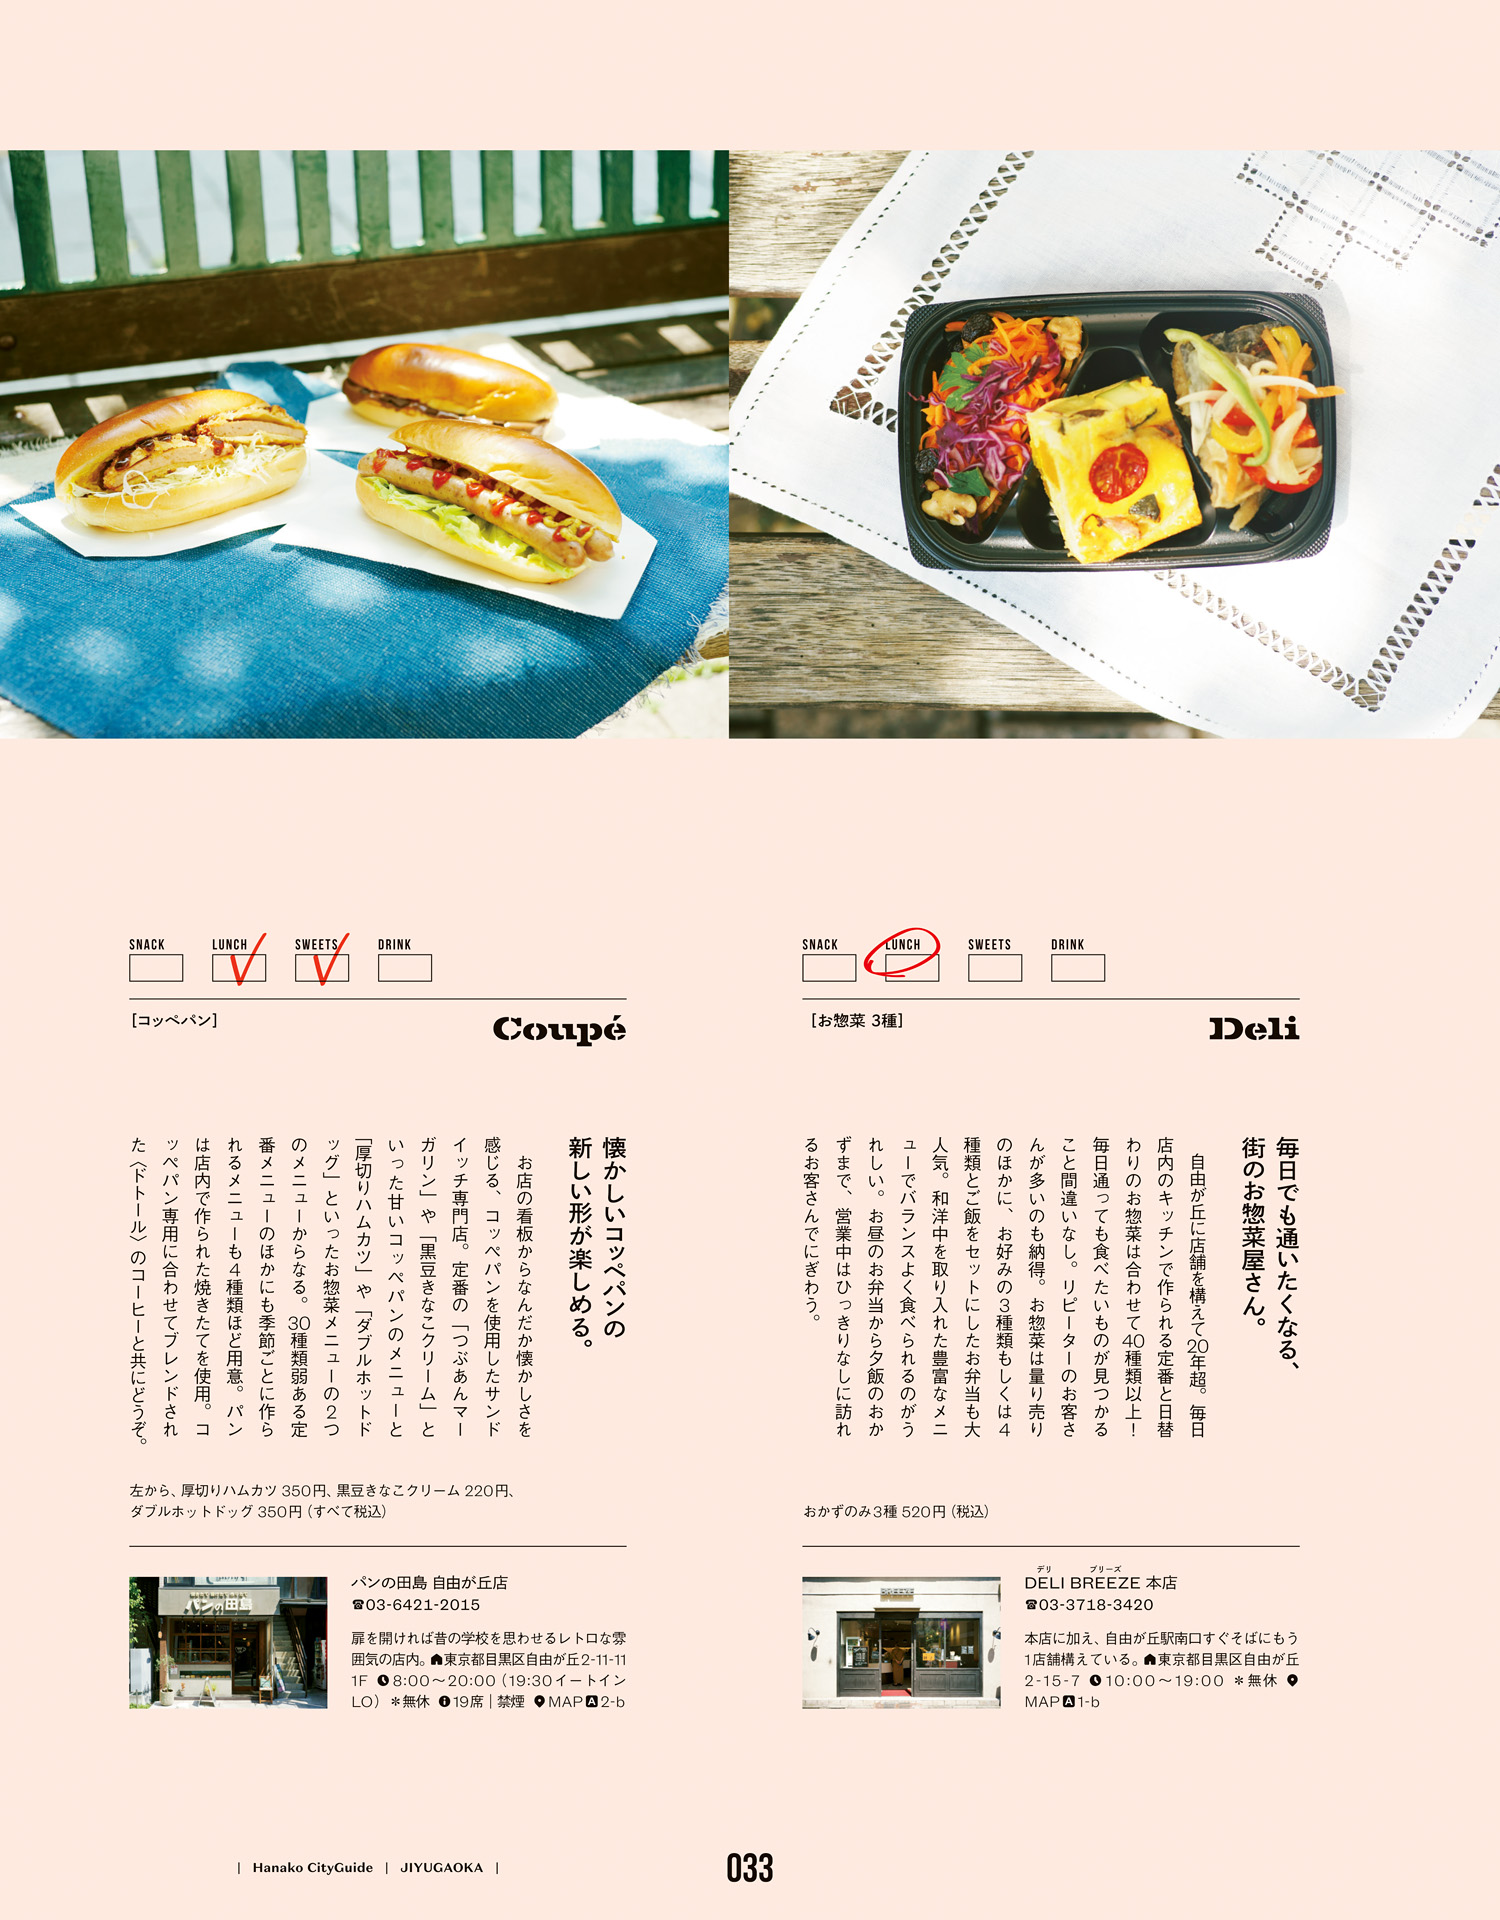 SNACK LUNCH SWEETS DRINK
[お惣菜 3種]
Deli
毎日でも通いたくなる、
街のお惣菜屋さん。
自由が丘に店舗を構えて20年超。毎日
店内のキッチンで作られる定番と日替
わりのお惣菜は合わせて40種類以上！
毎日通っても食べたいものが見つかる
こと間違いなし。リピーターのお客さ
んが多いのも納得。お惣菜は量り売り
のほかに、お好みの3種類もしくは4
種類とご飯をセットにしたお弁当も大
人気。和洋中を取り入れた豊富なメニ
ューでバランスよく食べられるのがう
れしい。お昼のお弁当から夕飯のおか
ずまで、営業中はひっきりなしに訪れ
るお客さんでにぎわう。
おかずのみ3種 520円（税込）
BREEZE
デリ ブリーズ
DELI BREEZE 本店
☎03-3718-3420
本店に加え、自由が丘駅南口すぐそばにもう
1店舗構えている。東京都目黒区自由が丘
2-15-7 10:00〜19:00 ＊無休
MAP A 1-b
SNACK LUNCH SWEETS DRINK
[コッペパン]
Coupé
懐かしいコッペパンの
新しい形が楽しめる。
お店の看板からなんだか懐かしさを
感じる、コッペパンを使用したサンド
イッチ専門店。定番の「つぶあんマー
ガリン」や「黒豆きなこクリーム」と
いった甘いコッペパンのメニューと
「厚切りハムカツ」や「ダブルホットド
ッグ」といったお惣菜メニューの2つ
のメニューからなる。30種類弱ある定
番メニューのほかにも季節ごとに作ら
れるメニューも4種類ほど用意。パン
は店内で作られた焼きたてを使用。コ
ッペパン専用に合わせてブレンドされ
た〈ドトール〉のコーヒーと共にどうぞ。
左から、厚切りハムカツ 350円、黒豆きなこクリーム 220円、
ダブルホットドッグ 350円（すべて税込）
パンの田島
パンの田島 自由が丘店
☎03-6421-2015
扉を開ければ昔の学校を思わせるレトロな雰
囲気の店内。東京都目黒区自由が丘2-11-11
1F 8:00〜20:00（19:30イートイン
LO）＊無休 19席｜禁煙 MAP A 2-b
| Hanako CityGuide | JIYUGAOKA |
033